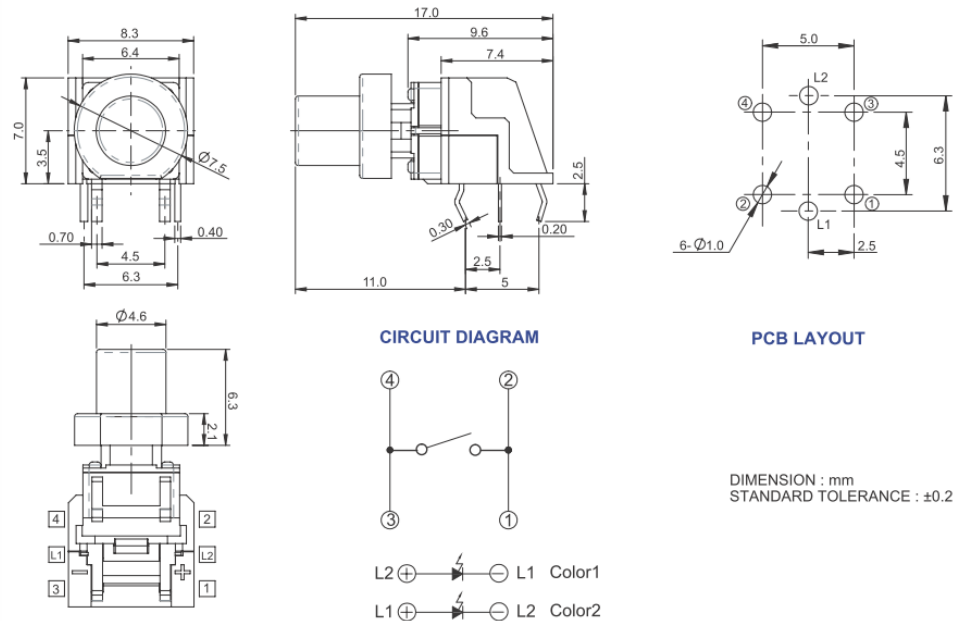 8.3
6.4
7.0
3.5
Ø7.5
0.70
0.40
4.5
6.3
17.0
9.6
7.4
2.5
0.30
0.20
2.5
11.0
5
5.0
L2
④
③
4.5
6.3
②
①
L1
6-Ø1.0
2.5
Ø4.6
6.3
2.1
4
2
L1
L2
3
1
CIRCUIT DIAGRAM
④ ②
③ ①
L2 ⊕ ⊖ L1 Color1
L1 ⊕ ⊖ L2 Color2
PCB LAYOUT
DIMENSION : mm
STANDARD TOLERANCE : ±0.2